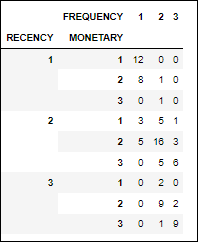 FREQUENCY 1 2 3
RECENCY MONETARY
1 1 12 0 0
2 8 1 0
3 0 1 0
2 1 3 5 1
2 5 16 3
3 0 5 6
3 1 0 2 0
2 0 9 2
3 0 1 9